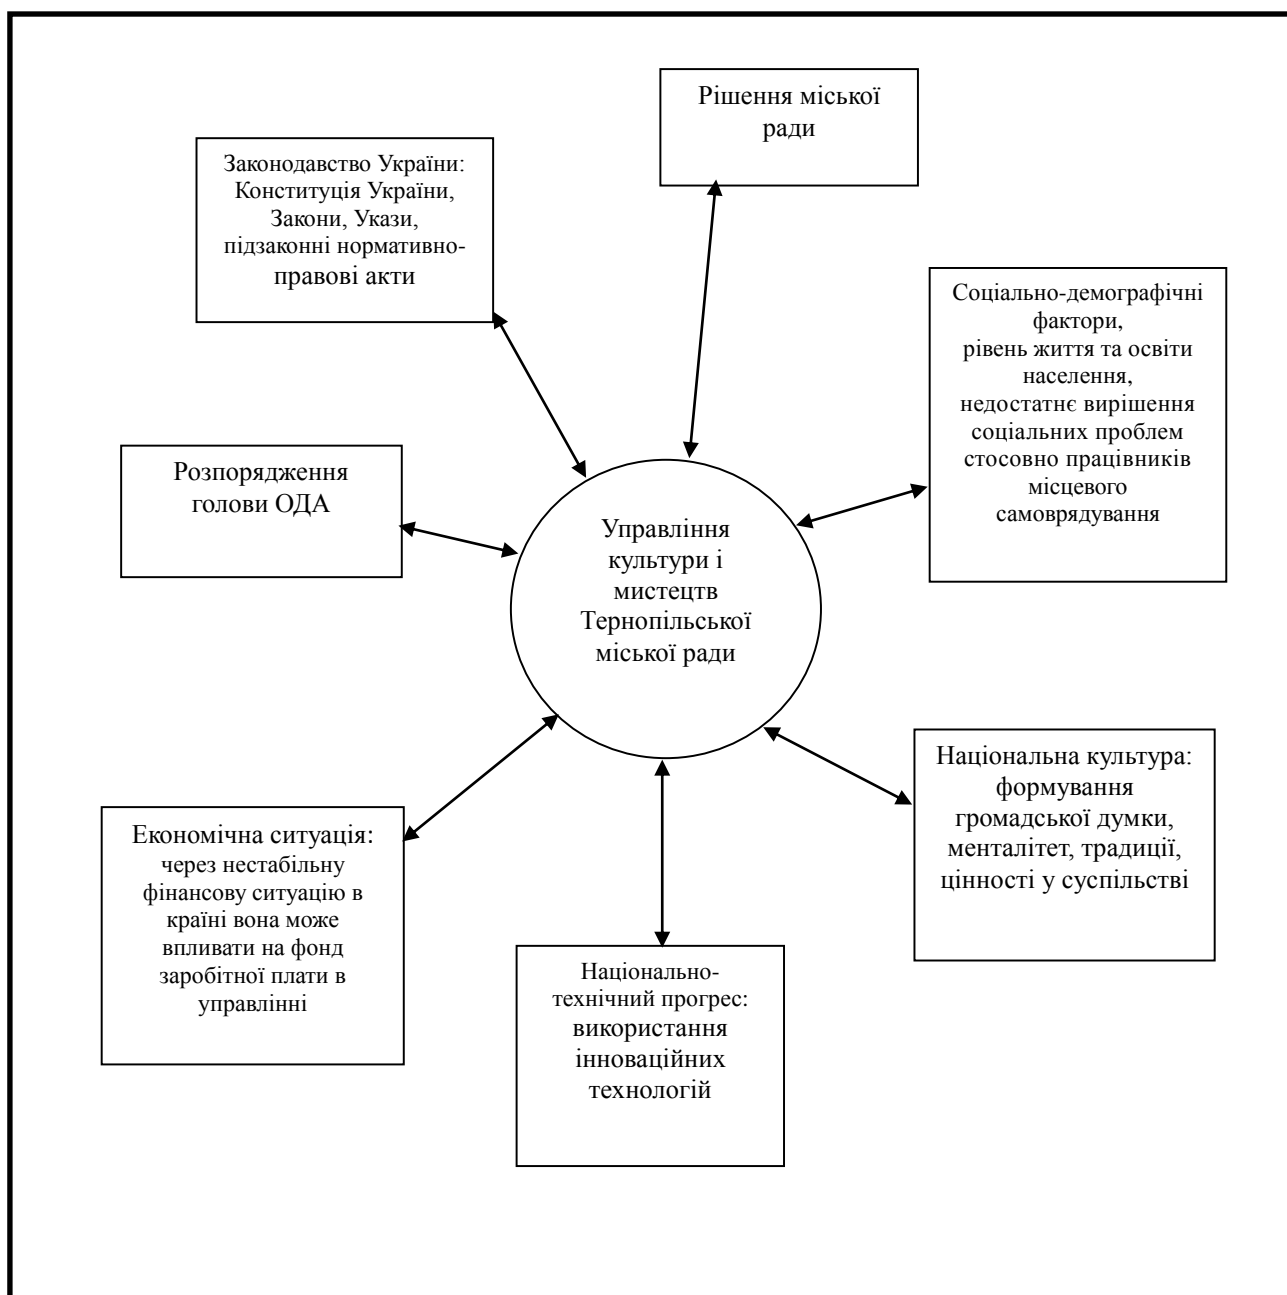 Рішення міської
ради
Законодавство України:
Конституція України,
Закони, Укази,
підзаконні нормативно-
правові акти
Соціально-демографічні
фактори,
рівень життя та освіти
населення,
недостатнє вирішення
соціальних проблем
стосовно працівників
місцевого
самоврядування
Розпорядження
голови ОДА
Управління
культури і
мистецтв
Тернопільської
міської ради
Національна культура:
формування
громадської думки,
менталітет, традиції,
цінності у суспільстві
Економічна ситуація:
через нестабільну
фінансову ситуацію в
країні вона може
впливати на фонд
заробітної плати в
управлінні
Національно-
технічний прогрес:
використання
інноваційних
технологій